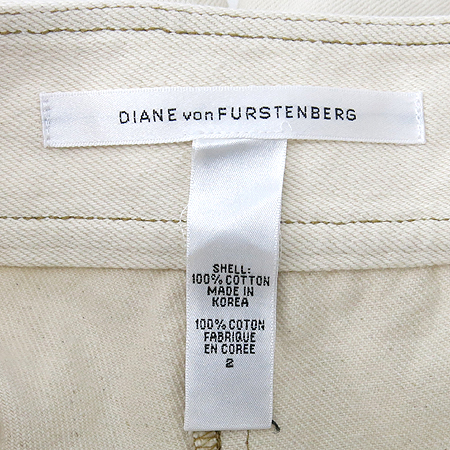 DIANE von FURSTENBERG
SHELL:
100% COTTON
MADE IN
KOREA
100% COTON
FABRIQUE
EN COREE
2